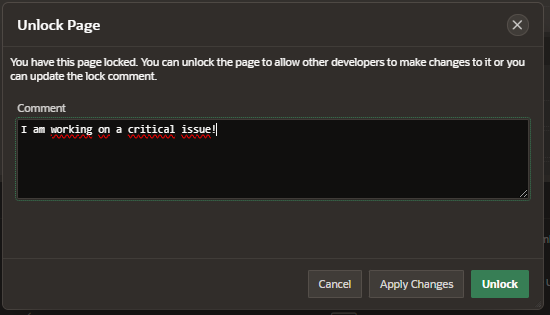 Unlock Page
You have this page locked. You can unlock the page to allow other developers to make changes to it or you
can update the lock comment.
Comment
I am working on a critical issue!
Cancel
Apply Changes
Unlock